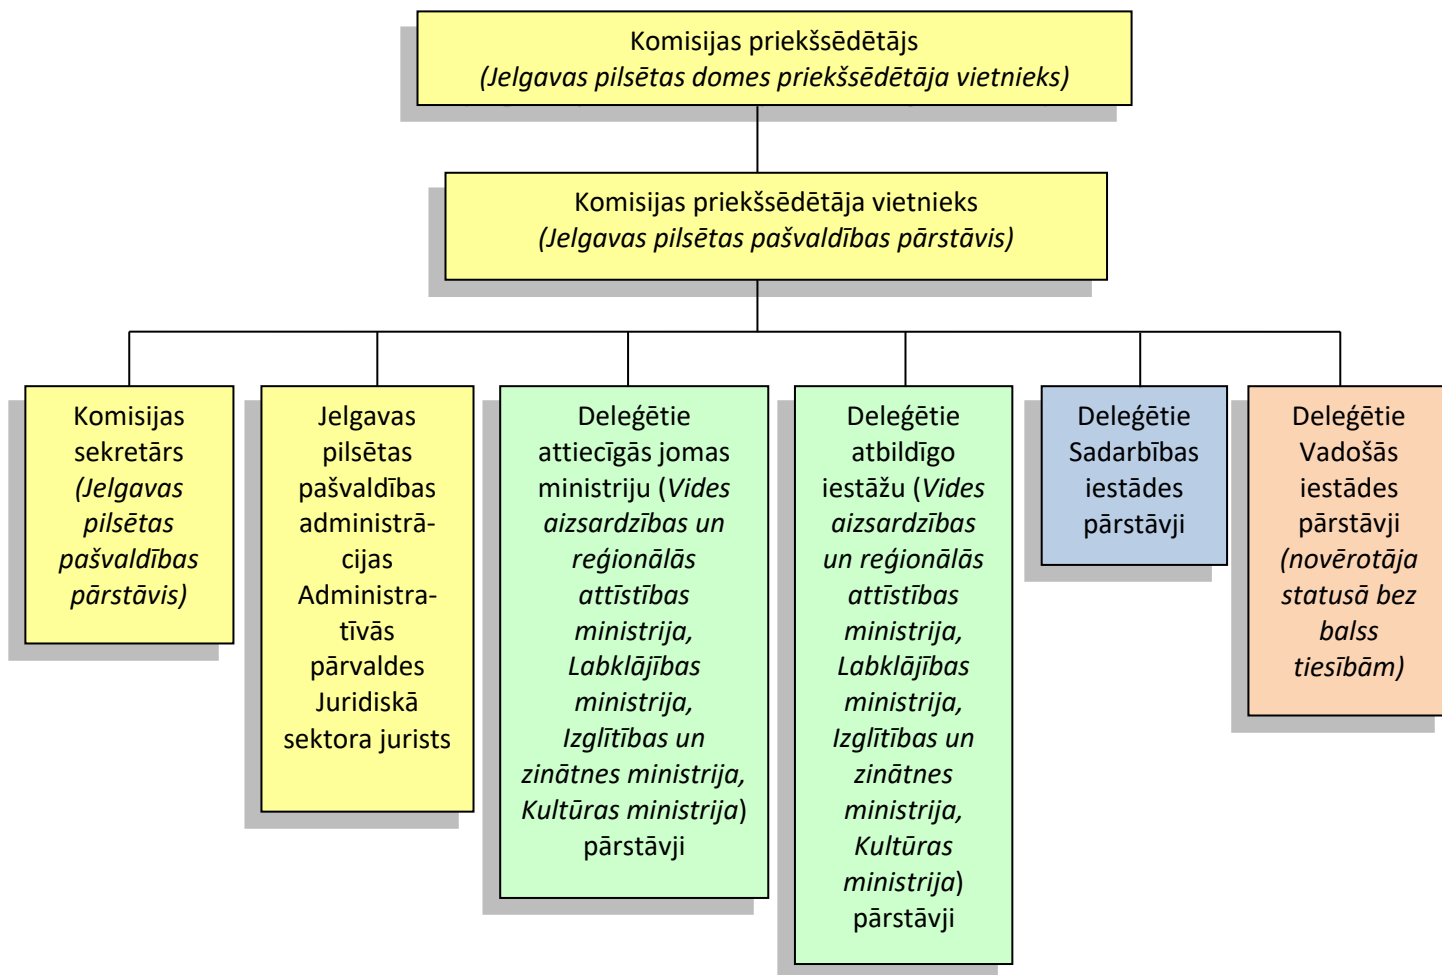 Komisijas priekšsēdētājs
(Jelgavas pilsētas domes priekšsēdētāja vietnieks)
Komisijas priekšsēdētāja vietnieks
(Jelgavas pilsētas pašvaldības pārstāvis)
Komisijas
sekretārs
(Jelgavas
pilsētas
pašvaldības
pārstāvis)
Jelgavas
pilsētas
pašvaldības
administrā-
cijas
Administra-
tīvās
pārvaldes
Juridiskā
sektora jurists
Deleģētie
attiecīgās jomas
ministriju (Vides
aizsardzības un
reģionālās
attīstības
ministrija,
Labklājības
ministrija,
Izglītības un
zinātnes ministrija,
Kultūras ministrija)
pārstāvji
Deleģētie
atbildīgo
iestāžu (Vides
aizsardzības
un reģionālās
attīstības
ministrija,
Labklājības
ministrija,
Izglītības un
zinātnes
ministrija,
Kultūras
ministrija)
pārstāvji
Deleģētie
Sadarbības
iestādes
pārstāvji
Deleģētie
Vadošās
iestādes
pārstāvji
(novērotāja
statusā bez
balss
tiesībām)